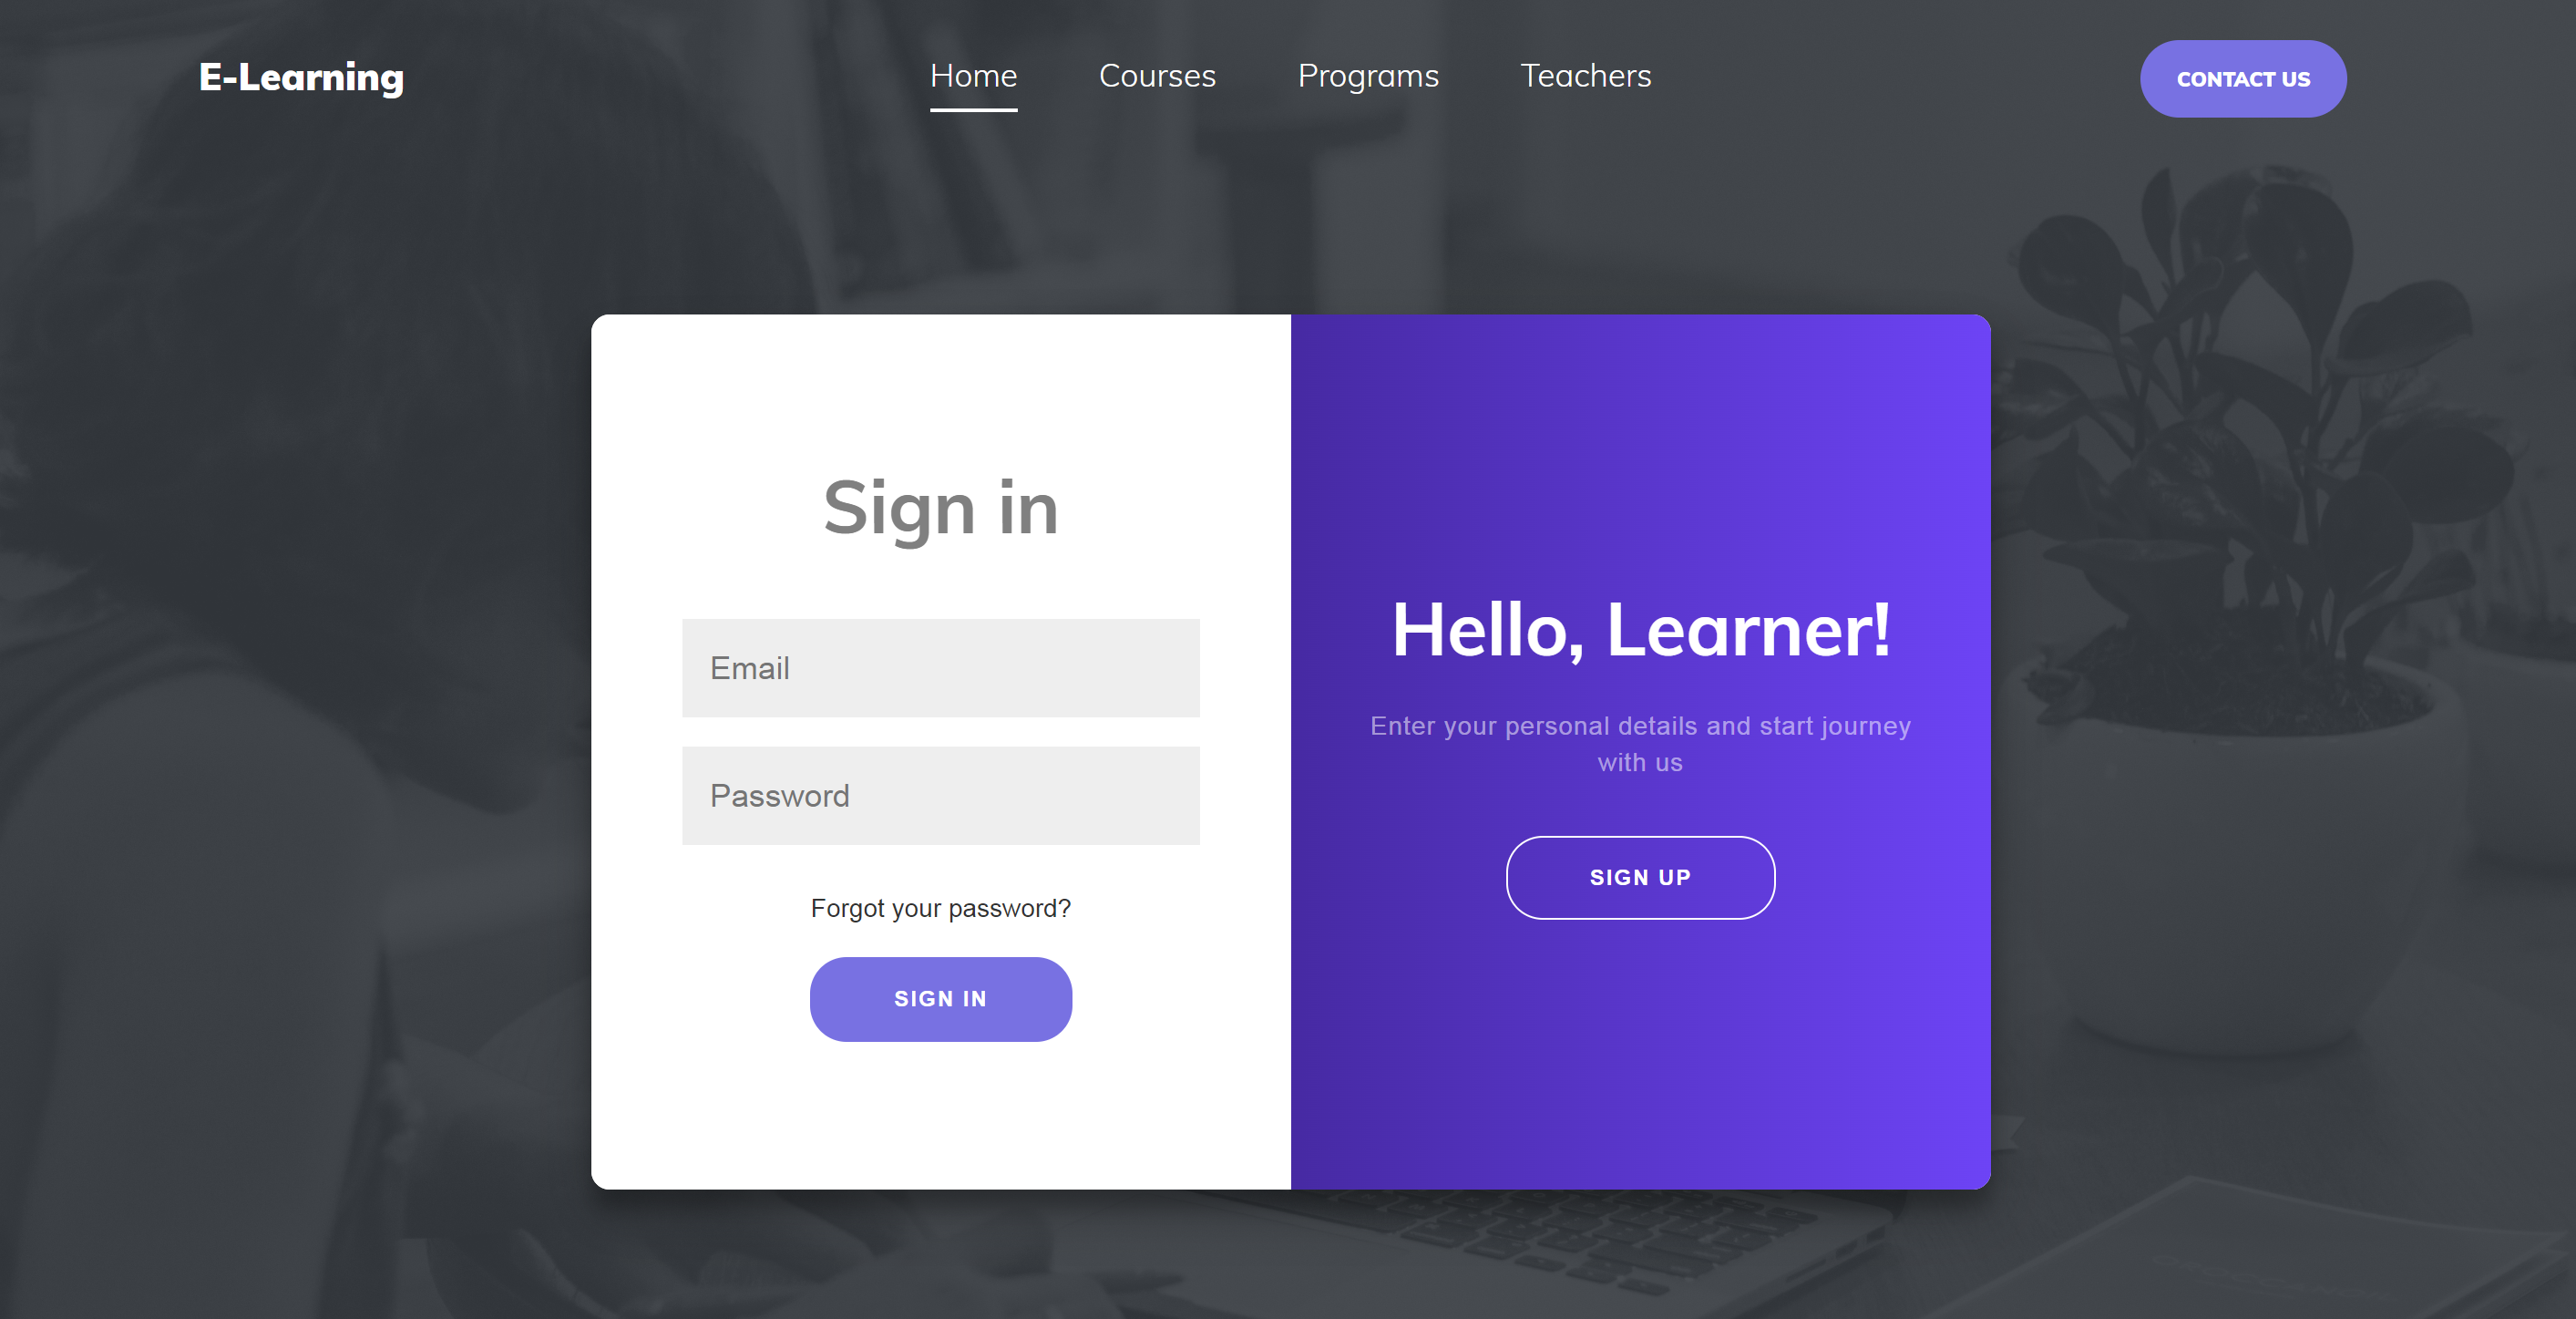 E-Learning
Home
Courses
Programs
Teachers
CONTACT US
Sign in
Email
Password
Forgot your password?
SIGN IN
Hello, Learner!
Enter your personal details and start journey
with us
SIGN UP